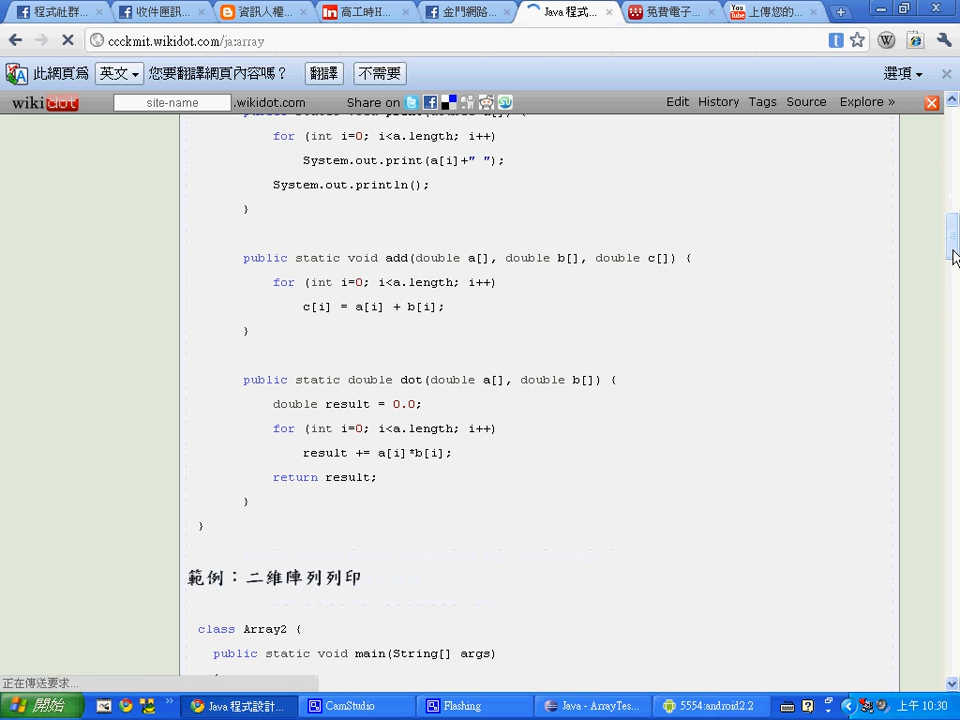 程式社群...
收件匣訊...
資訊人權...
高工時H...
金門網路...
Java 程式...
免費電子...
上傳您的...
ccckmit.wikidot.com/ja:array
此網頁為 英文 您要翻譯網頁內容嗎？ 翻譯 不需要 選項
wikidot site-name .wikidot.com Share on Edit History Tags Source Explore »
for (int i=0; i<a.length; i++)
System.out.print(a[i]+" ");
System.out.println();
}
public static void add(double a[], double b[], double c[]) {
for (int i=0; i<a.length; i++)
c[i] = a[i] + b[i];
}
public static double dot(double a[], double b[]) {
double result = 0.0;
for (int i=0; i<a.length; i++)
result += a[i]*b[i];
return result;
}
}
範例：二維陣列列印
class Array2 {
public static void main(String[] args)
正在傳送要求...
開始 Java 程式設計... CamStudio Flashing Java - ArrayTes... 5554:android2.2 上午 10:30